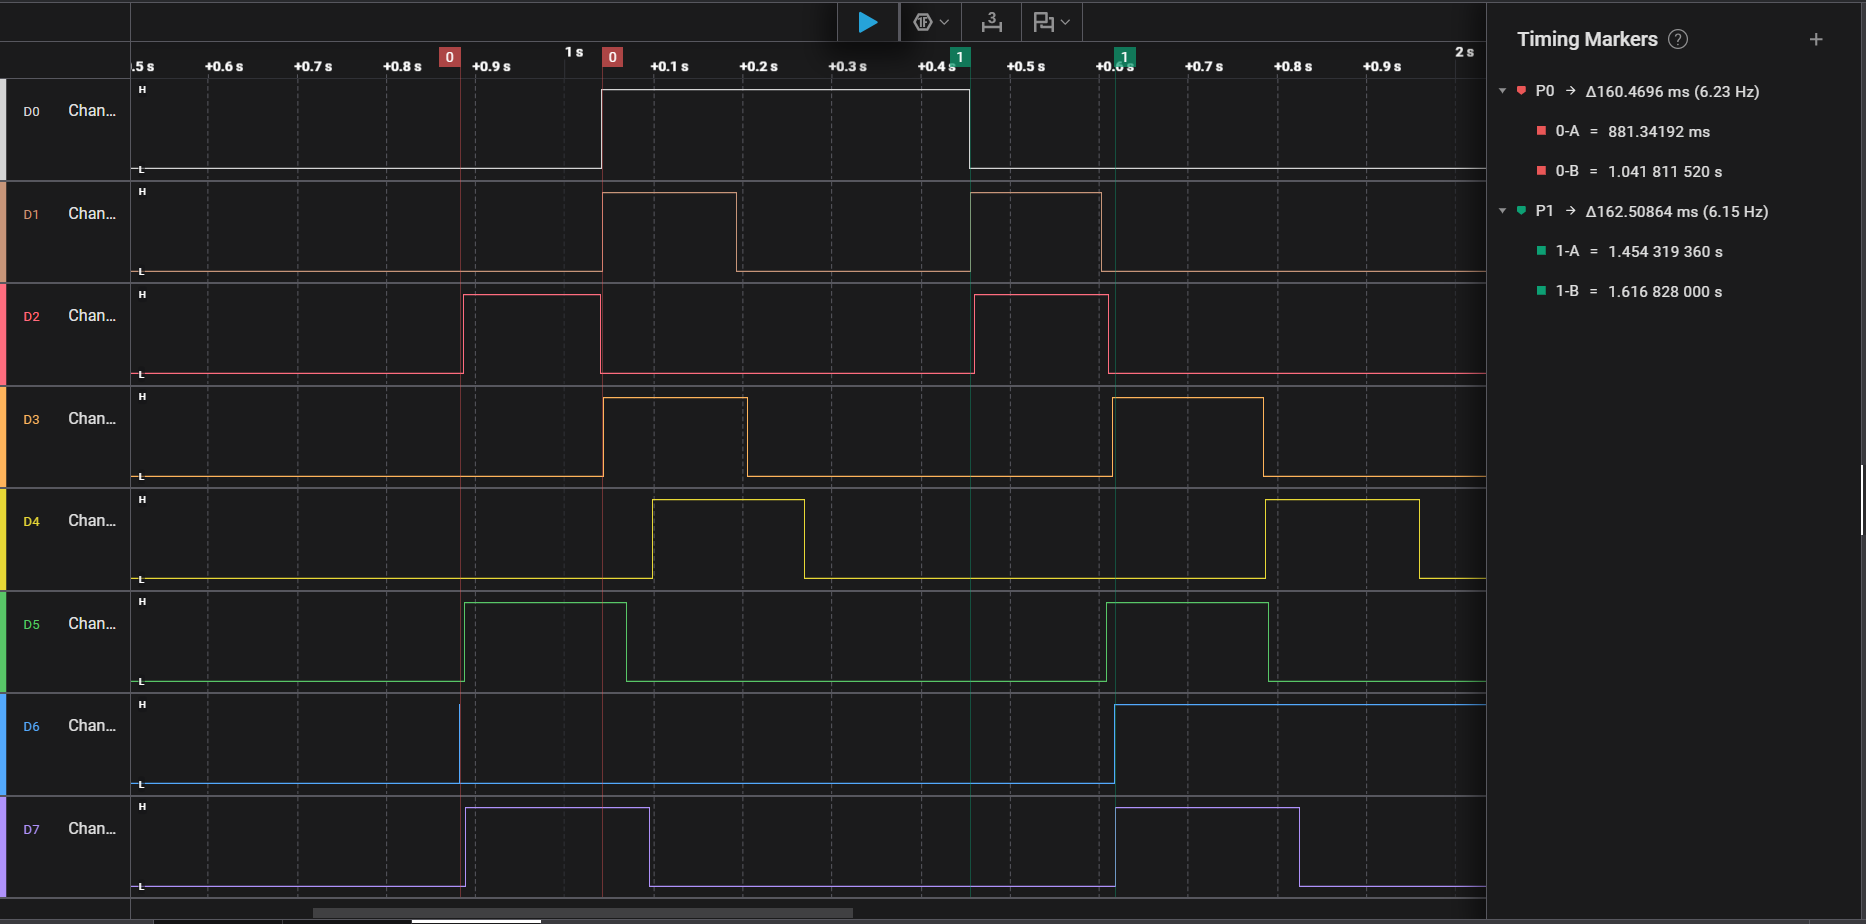 3
Timing Markers ?
0 1 s 0 1 1 2 s
.5 s +0.6 s +0.7 s +0.8 s +0.9 s +0.1 s +0.2 s +0.3 s +0.4 s +0.5 s +0.6 s +0.7 s +0.8 s +0.9 s
P0 → Δ160.4696 ms (6.23 Hz)
0-A = 881.34192 ms
0-B = 1.041 811 520 s
P1 → Δ162.50864 ms (6.15 Hz)
1-A = 1.454 319 360 s
1-B = 1.616 828 000 s
H
D0 Chan...
L
H
D1 Chan...
L
H
D2 Chan...
L
H
D3 Chan...
L
H
D4 Chan...
L
H
D5 Chan...
L
H
D6 Chan...
L
H
D7 Chan...
L